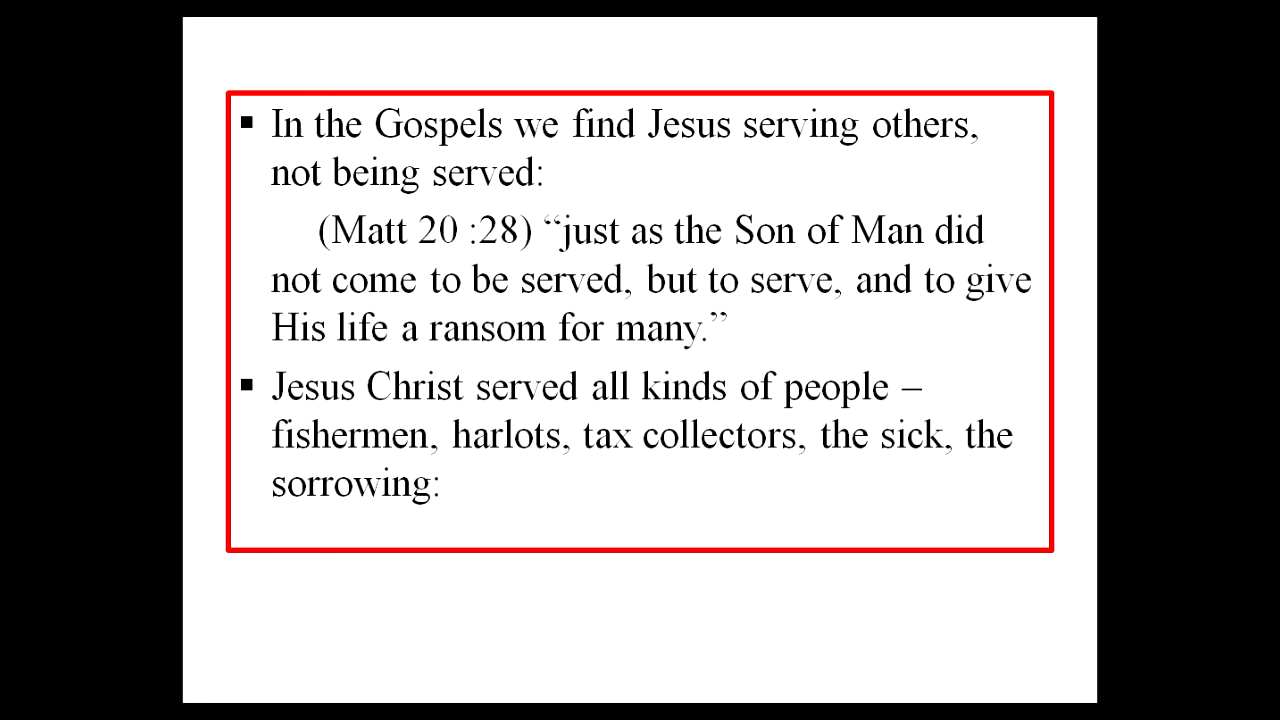 ▪ In the Gospels we find Jesus serving others,
not being served:
(Matt 20 :28) “just as the Son of Man did
not come to be served, but to serve, and to give
His life a ransom for many.”
▪ Jesus Christ served all kinds of people –
fishermen, harlots, tax collectors, the sick, the
sorrowing: